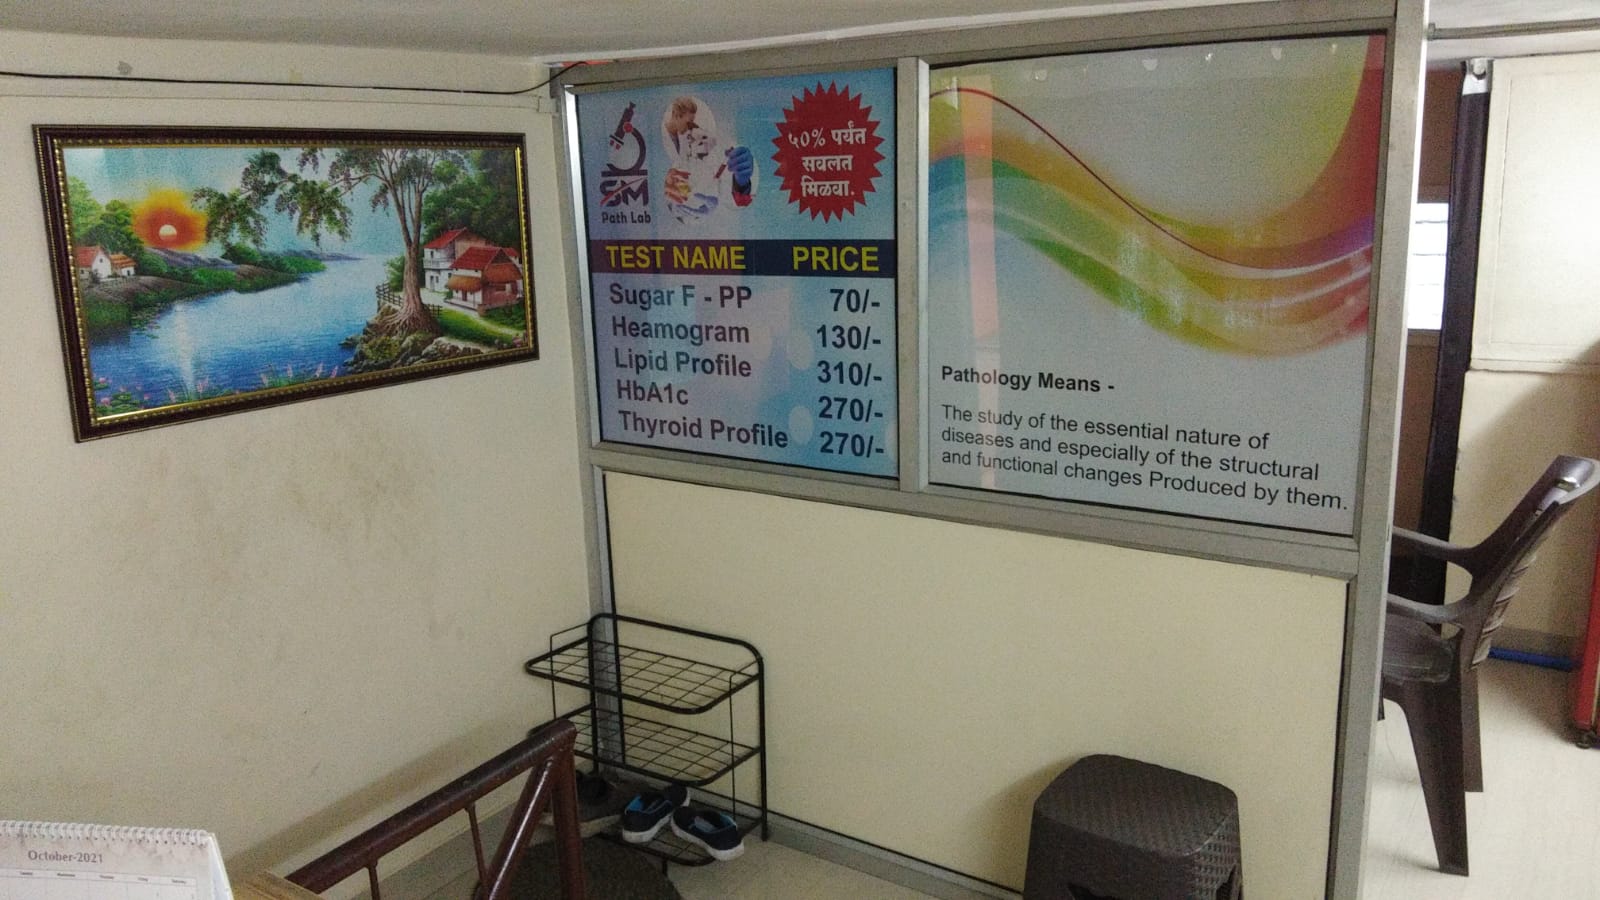 SM
Path Lab
५०% पर्यंत
सवलत
मिळवा.
TEST NAME PRICE
Sugar F - PP 70/-
Heamogram 130/-
Lipid Profile 310/-
HbA1c 270/-
Thyroid Profile 270/-
Pathology Means -
The study of the essential nature of
diseases and especially of the structural
and functional changes Produced by them.
October-2021